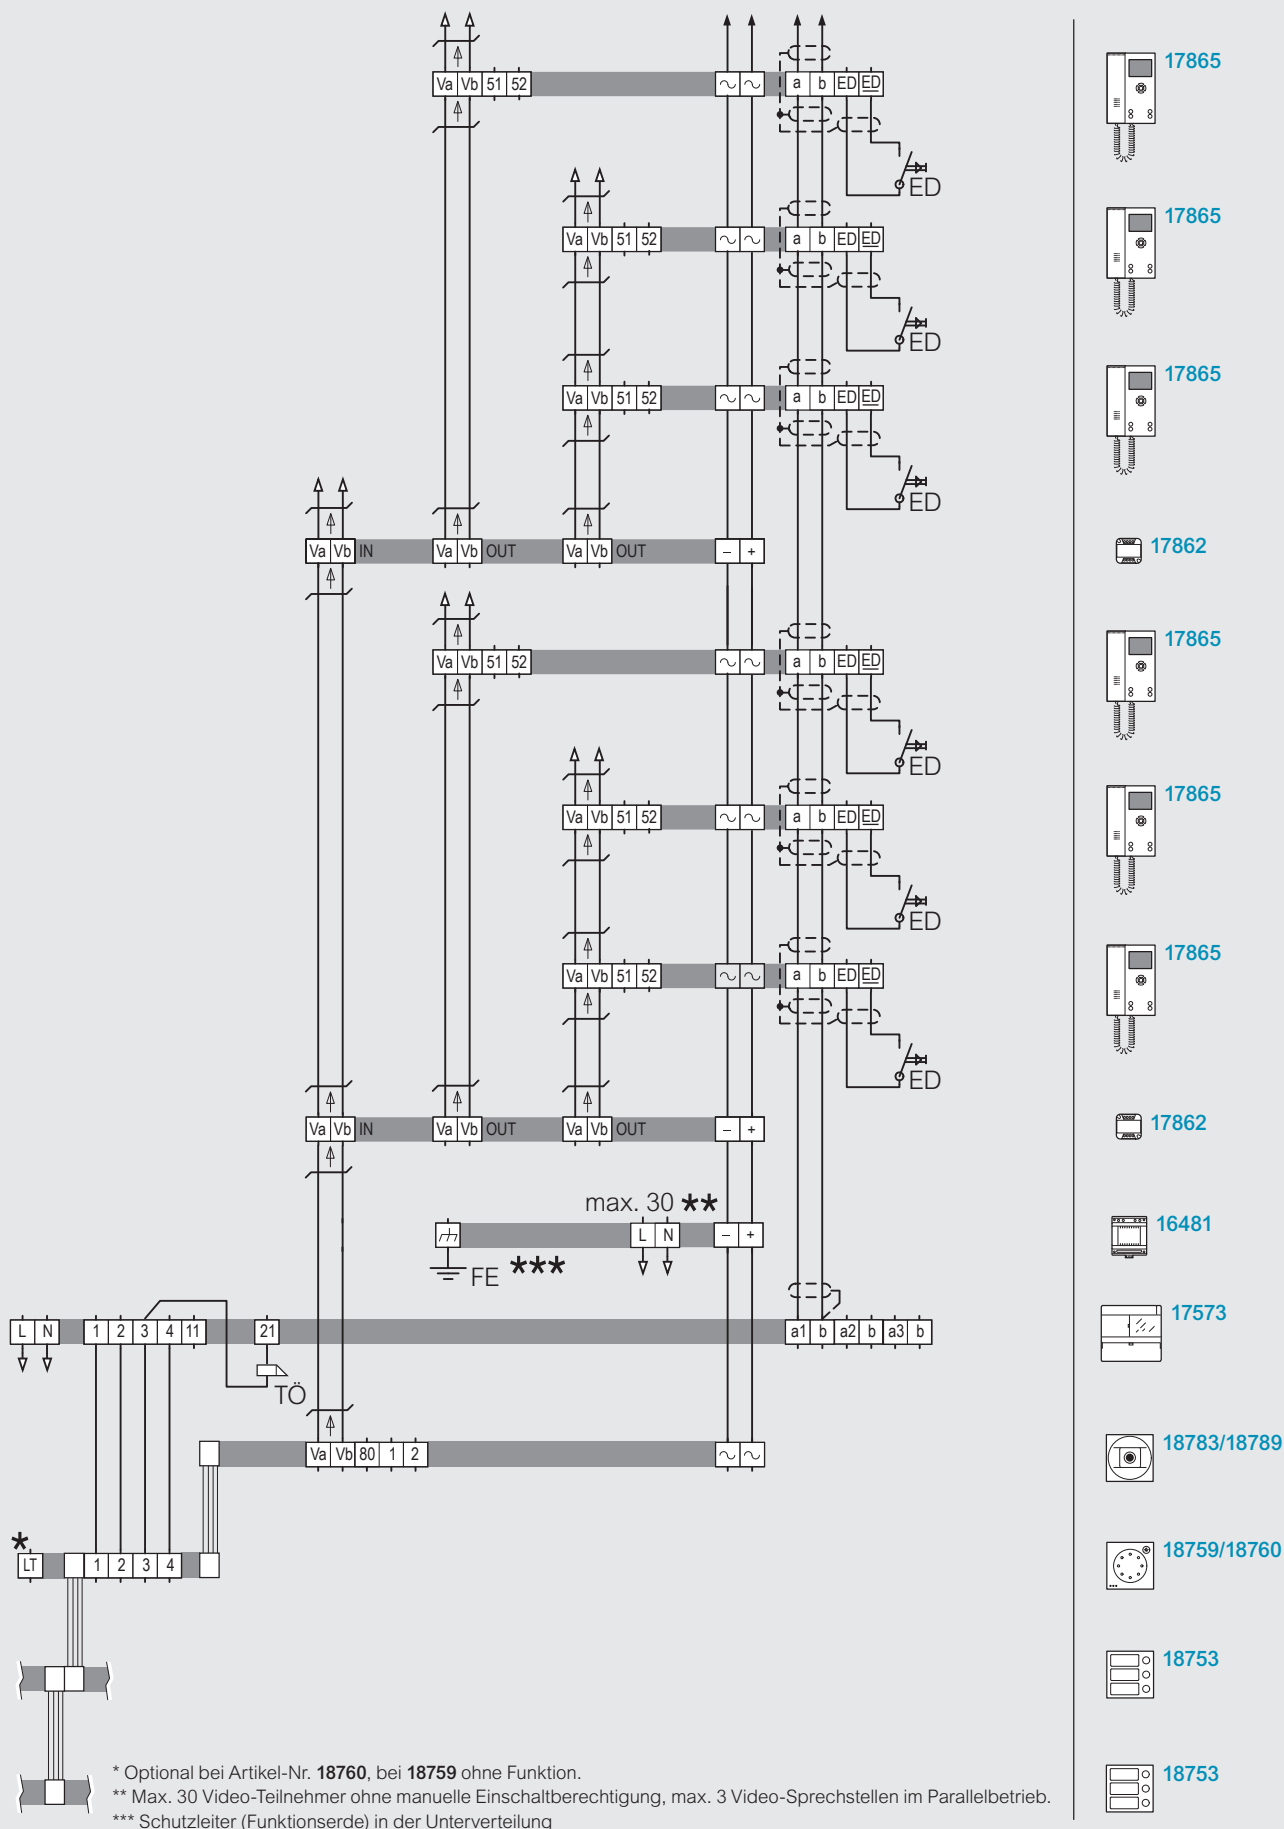 Va Vb 51 52 a b ED ED 17865
ED
Va Vb 51 52 a b ED ED 17865
ED
Va Vb 51 52 a b ED ED 17865
ED
Va Vb IN Va Vb OUT Va Vb OUT – + 17862
Va Vb 51 52 a b ED ED 17865
ED
Va Vb 51 52 a b ED ED 17865
ED
Va Vb 51 52 a b ED ED 17865
ED
Va Vb IN Va Vb OUT Va Vb OUT – + 17862
max. 30 **
L N – + 16481
FE ***
L N 1 2 3 4 11 21 a1 b a2 b a3 b 17573
TÖ
Va Vb 80 1 2 18783/18789
*
LT 1 2 3 4 18759/18760
18753
18753
* Optional bei Artikel-Nr. 18760, bei 18759 ohne Funktion.
** Max. 30 Video-Teilnehmer ohne manuelle Einschaltberechtigung, max. 3 Video-Sprechstellen im Parallelbetrieb.
*** Schutzleiter (Funktionserde) in der Unterverteilung